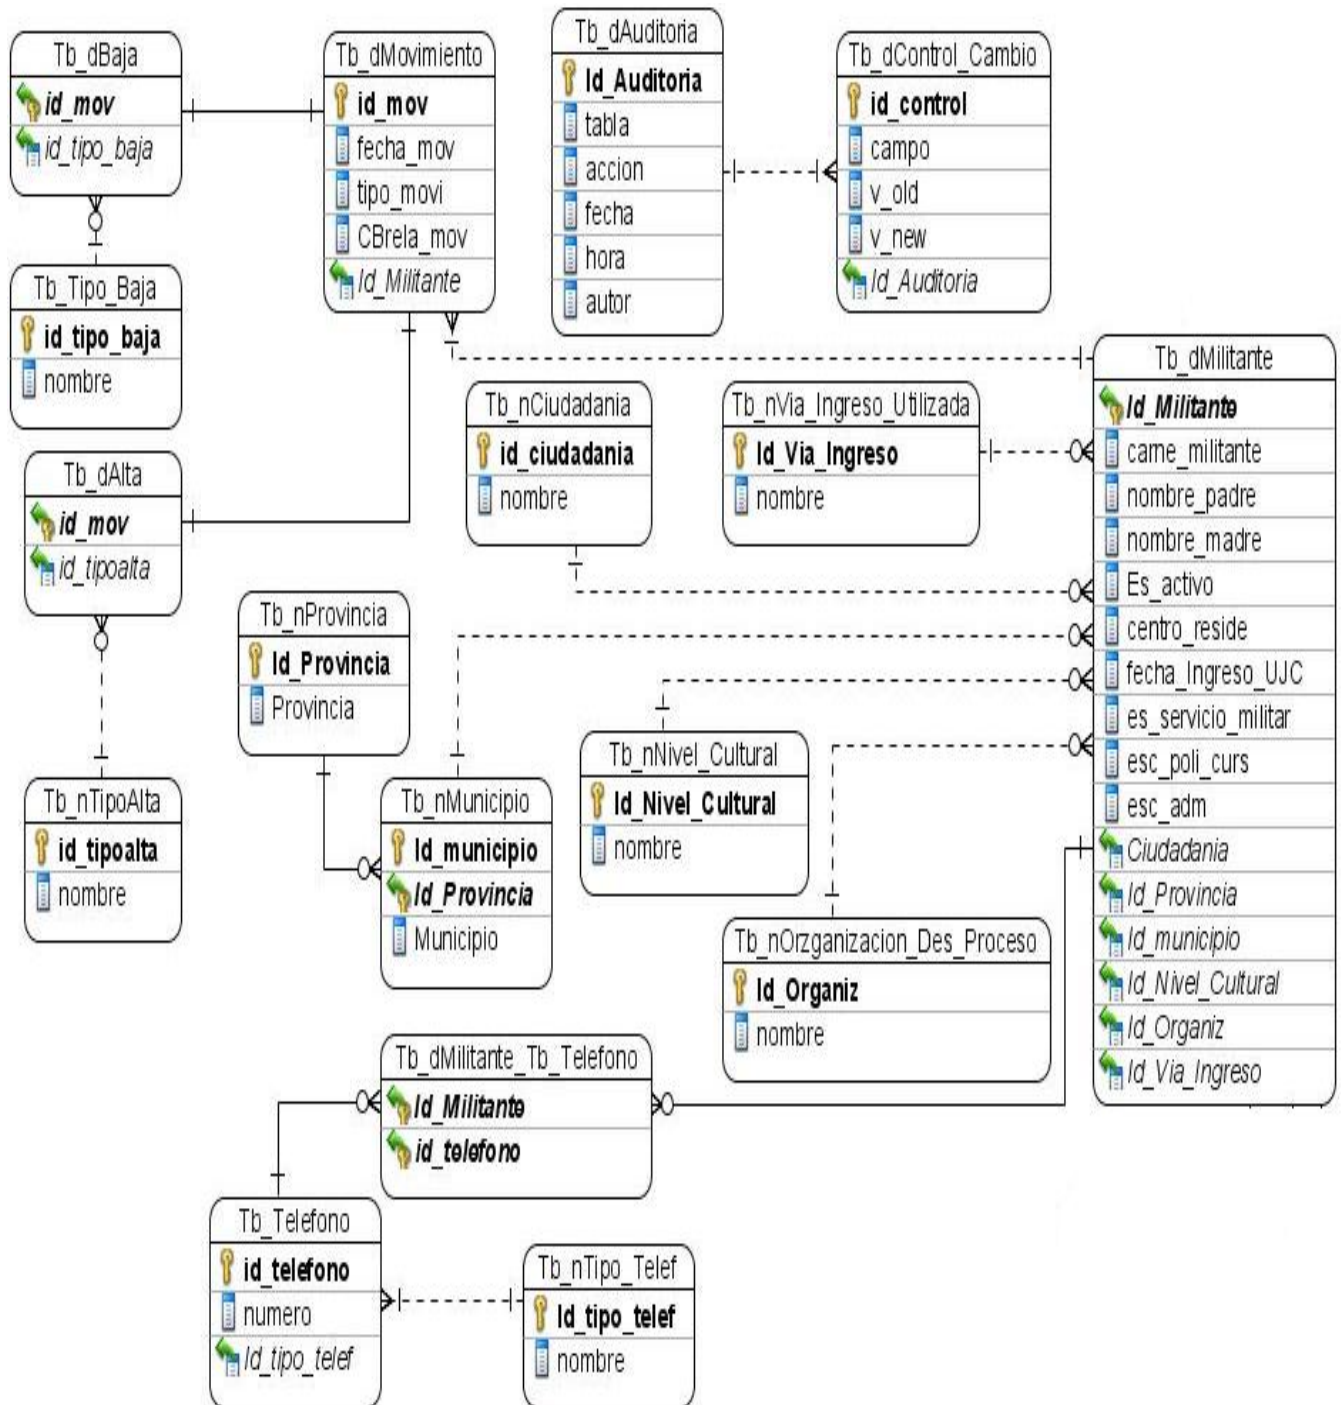 Tb_dBaja
id_mov
id_tipo_baja
Tb_dMovimiento
id_mov
fecha_mov
tipo_movi
CBrela_mov
Id_Militante
Tb_dAuditoria
Id_Auditoria
tabla
accion
fecha
hora
autor
Tb_dControl_Cambio
id_control
campo
v_old
v_new
Id_Auditoria
Tb_Tipo_Baja
id_tipo_baja
nombre
Tb_dMilitante
Id_Militante
carne_militante
nombre_padre
nombre_madre
Es_activo
centro_reside
fecha_Ingreso_UJC
es_servicio_militar
esc_poli_curs
esc_adm
Ciudadania
Id_Provincia
Id_municipio
Id_Nivel_Cultural
Id_Organiz
Id_Via_Ingreso
Tb_nCiudadania
id_ciudadania
nombre
Tb_nVia_Ingreso_Utilizada
Id_Via_Ingreso
nombre
Tb_dAlta
id_mov
id_tipoalta
Tb_nProvincia
Id_Provincia
Provincia
Tb_nTipoAlta
id_tipoalta
nombre
Tb_nMunicipio
Id_municipio
Id_Provincia
Municipio
Tb_nNivel_Cultural
Id_Nivel_Cultural
nombre
Tb_nOrzganizacion_Des_Proceso
Id_Organiz
nombre
Tb_dMilitante_Tb_Telefono
Id_Militante
id_telefono
Tb_Telefono
id_telefono
numero
Id_tipo_telef
Tb_nTipo_Telef
Id_tipo_telef
nombre